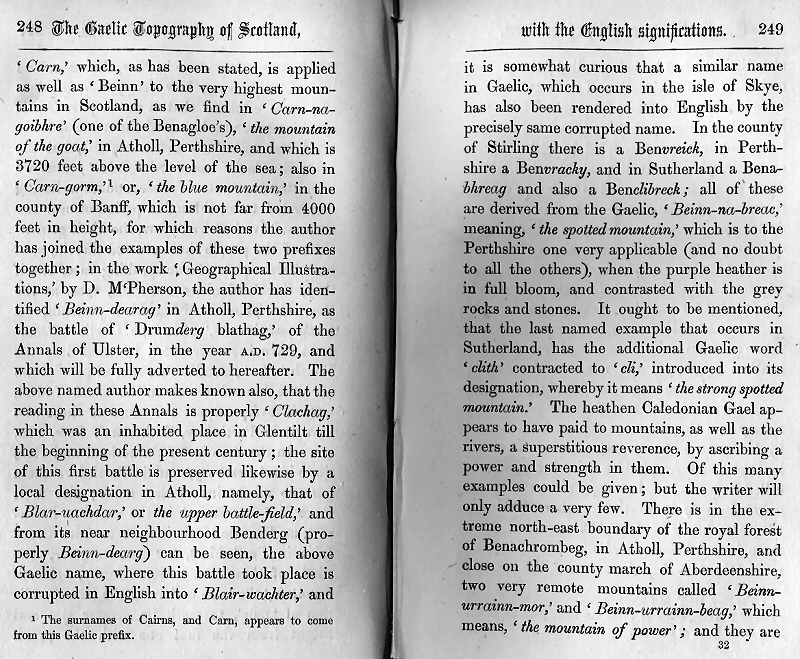 248 The Gaelic Topography of Scotland,
‘ Carn,’ which, as has been stated, is applied
as well as ‘ Beinn’ to the very highest moun-
tains in Scotland, as we find in ‘ Carn-na-
goibhre’ (one of the Benagloe's), ‘ the mountain
of the goat,’ in Atholl, Perthshire, and which is
3720 feet above the level of the sea; also in
‘ Carn-gorm,’¹ or, ‘ the blue mountain,’ in the
county of Banff, which is not far from 4000
feet in height, for which reasons the author
has joined the examples of these two prefixes
together; in the work ‘ Geographical Illustra-
tions,’ by D. M‘Pherson, the author has iden-
tified ‘ Beinn-dearag’ in Atholl, Perthshire, as
the battle of ‘ Drumderg blathag,’ of the
Annals of Ulster, in the year A.D. 729, and
which will be fully adverted to hereafter. The
above named author makes known also, that the
reading in these Annals is properly ‘ Clachag,’
which was an inhabited place in Glentilt till
the beginning of the present century; the site
of this first battle is preserved likewise by a
local designation in Atholl, namely, that of
‘ Blar-uachdar,’ or the upper battle-field,’ and
from its near neighbourhood Benderg (pro-
perly Beinn-dearg) can be seen, the above
Gaelic name, where this battle took place is
corrupted in English into ‘ Blair-wachter,’ and
¹ The surnames of Cairns, and Carn, appears to come
from this Gaelic prefix.
with the English significations. 249
it is somewhat curious that a similar name
in Gaelic, which occurs in the isle of Skye,
has also been rendered into English by the
precisely same corrupted name. In the county
of Stirling there is a Benvreick, in Perth-
shire a Benvracky, and in Sutherland a Bena-
bhreag and also a Benclibreck; all of these
are derived from the Gaelic, ‘ Beinn-na-breac,’
meaning, ‘ the spotted mountain,’ which is to the
Perthshire one very applicable (and no doubt
to all the others), when the purple heather is
in full bloom, and contrasted with the grey
rocks and stones. It ought to be mentioned,
that the last named example that occurs in
Sutherland, has the additional Gaelic word
‘ clith’ contracted to ‘ cli,’ introduced into its
designation, whereby it means ‘ the strong spotted
mountain.’ The heathen Caledonian Gael ap-
pears to have paid to mountains, as well as the
rivers, a superstitious reverence, by ascribing a
power and strength in them. Of this many
examples could be given; but the writer will
only adduce a very few. There is in the ex-
treme north-east boundary of the royal forest
of Benachrombeg, in Atholl, Perthshire, and
close on the county march of Aberdeenshire,
two very remote mountains called ‘ Beinn-
urrainn-mor,’ and ‘ Beinn-urrainn-beag,’ which
means, ‘ the mountain of power’; and they are
32